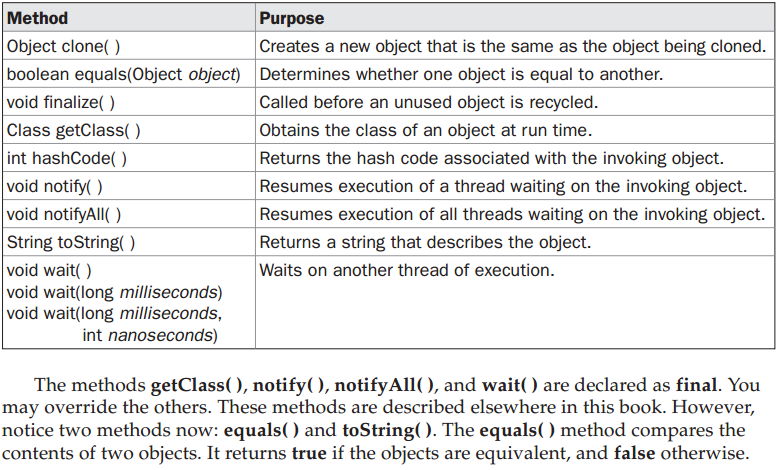 Method Purpose
Object clone( ) Creates a new object that is the same as the object being cloned.
boolean equals(Object object) Determines whether one object is equal to another.
void finalize( ) Called before an unused object is recycled.
Class getClass( ) Obtains the class of an object at run time.
int hashCode( ) Returns the hash code associated with the invoking object.
void notify( ) Resumes execution of a thread waiting on the invoking object.
void notifyAll( ) Resumes execution of all threads waiting on the invoking object.
String toString( ) Returns a string that describes the object.
void wait( ) Waits on another thread of execution.
void wait(long milliseconds)
void wait(long milliseconds,
int nanoseconds)
The methods getClass( ), notify( ), notifyAll( ), and wait( ) are declared as final. You
may override the others. These methods are described elsewhere in this book. However,
notice two methods now: equals( ) and toString( ). The equals( ) method compares the
contents of two objects. It returns true if the objects are equivalent, and false otherwise.